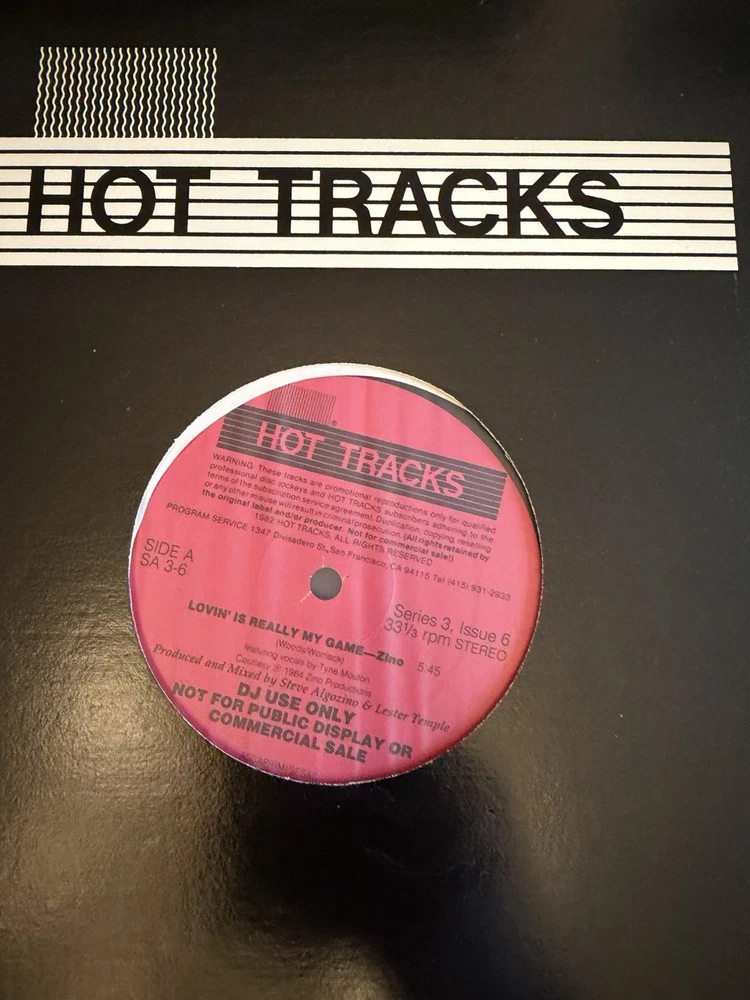 HOT TRACKS
HOT TRACKS
WARNING: These tracks are promotional reproductions only for qualified
professional disc jockeys and HOT TRACKS subscribers adhering to the
terms of the subscription service agreement. Duplication, copying, reselling
or any other misuse will result in criminal prosecution. (All rights retained by
the original label and/or producer. Not for commercial sale!)
1982 HOT TRACKS, ALL RIGHTS RESERVED
PROGRAM SERVICE 1347 Divisadero St., San Francisco, CA 94115 Tel (415) 931-2933
SIDE A
SA 3-6
Series 3, Issue 6
33⅓ rpm STEREO
LOVIN' IS REALLY MY GAME—Zino 5:45
(Woods/Womack)
featuring vocals by Tyrie Mouton
Courtesy ℗ 1984 Zino Productions
Produced and Mixed by Steve Algozino & Lester Temple
DJ USE ONLY
NOT FOR PUBLIC DISPLAY OR
COMMERCIAL SALE